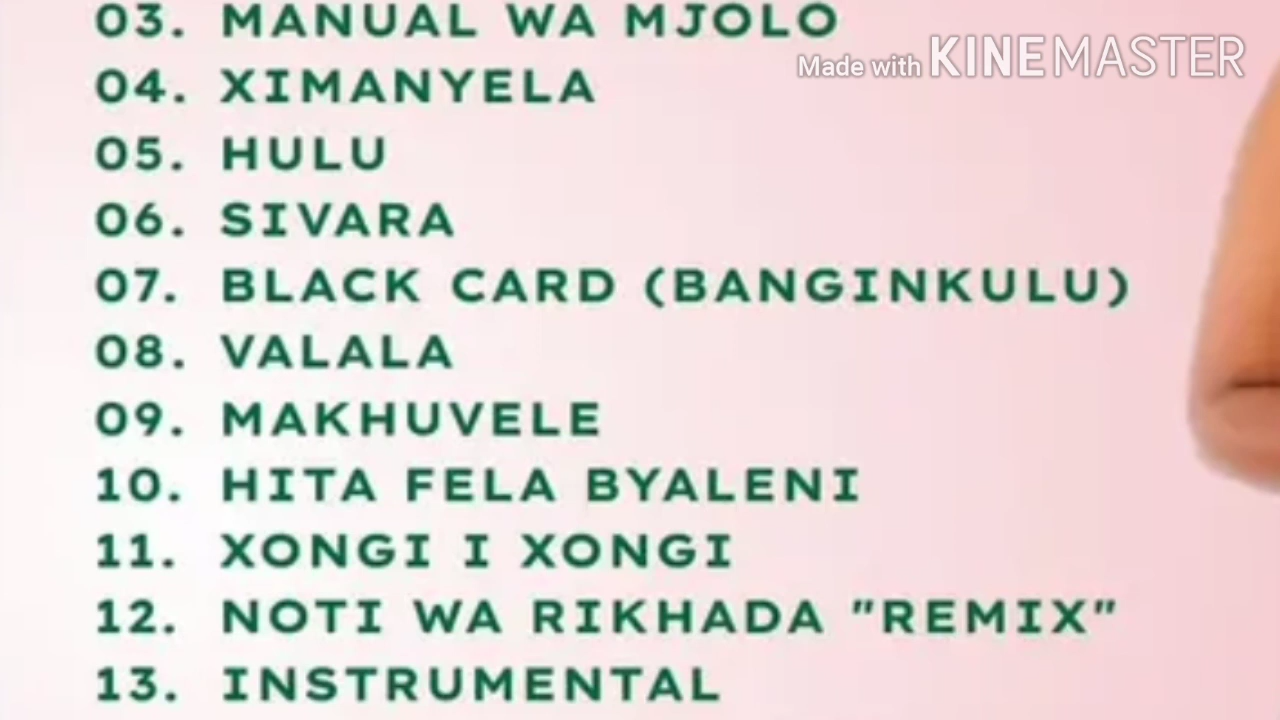 03. MANUAL WA MJOLO
Made with KINEMASTER
04. XIMANYELA
05. HULU
06. SIVARA
07. BLACK CARD (BANGINKULU)
08. VALALA
09. MAKHUVELE
10. HITA FELA BYALENI
11. XONGI I XONGI
12. NOTI WA RIKHADA "REMIX"
13. INSTRUMENTAL